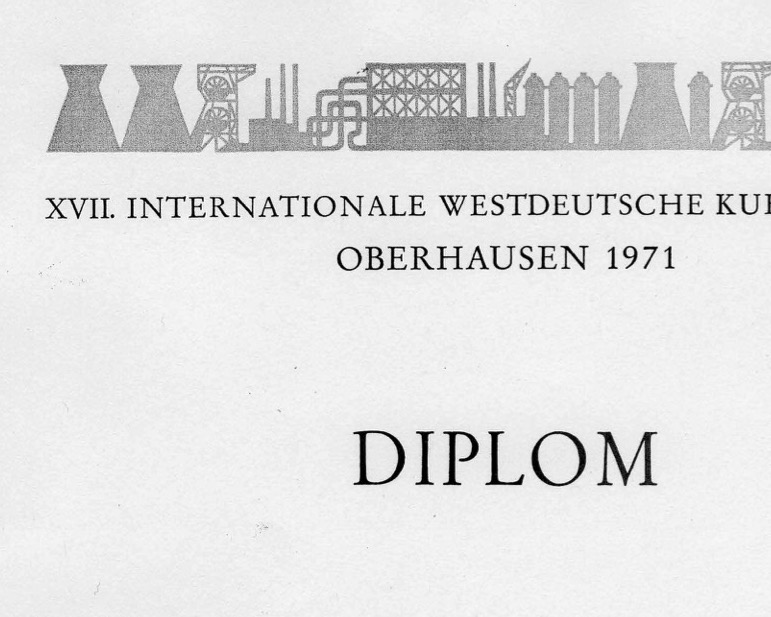 XVII. INTERNATIONALE WESTDEUTSCHE KU
OBERHAUSEN 1971
DIPLOM